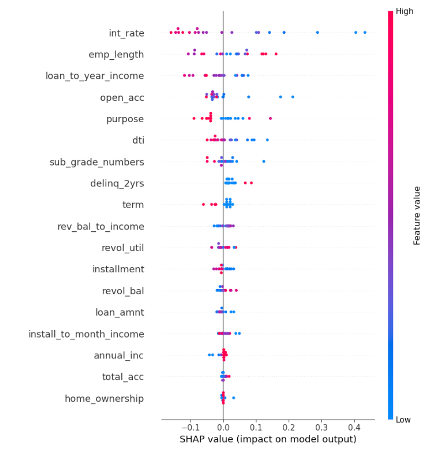 High
int_rate
emp_length
loan_to_year_income
open_acc
purpose
dti
sub_grade_numbers
delinq_2yrs
term
rev_bal_to_income
revol_util
installment
revol_bal
loan_amnt
install_to_month_income
annual_inc
total_acc
home_ownership
Feature value
Low
−0.1 0.0 0.1 0.2 0.3 0.4
SHAP value (impact on model output)